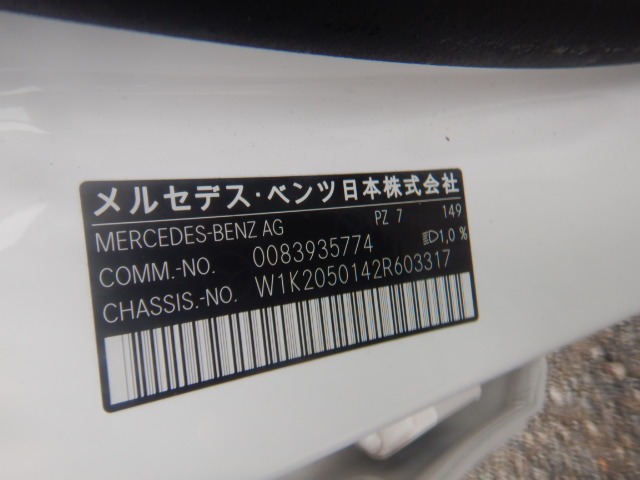 メルセデス・ベンツ日本株式会社
MERCEDES-BENZ AG PZ 7 149
COMM.-NO. 0083935774 1,0 %
CHASSIS.-NO. W1K2050142R603317